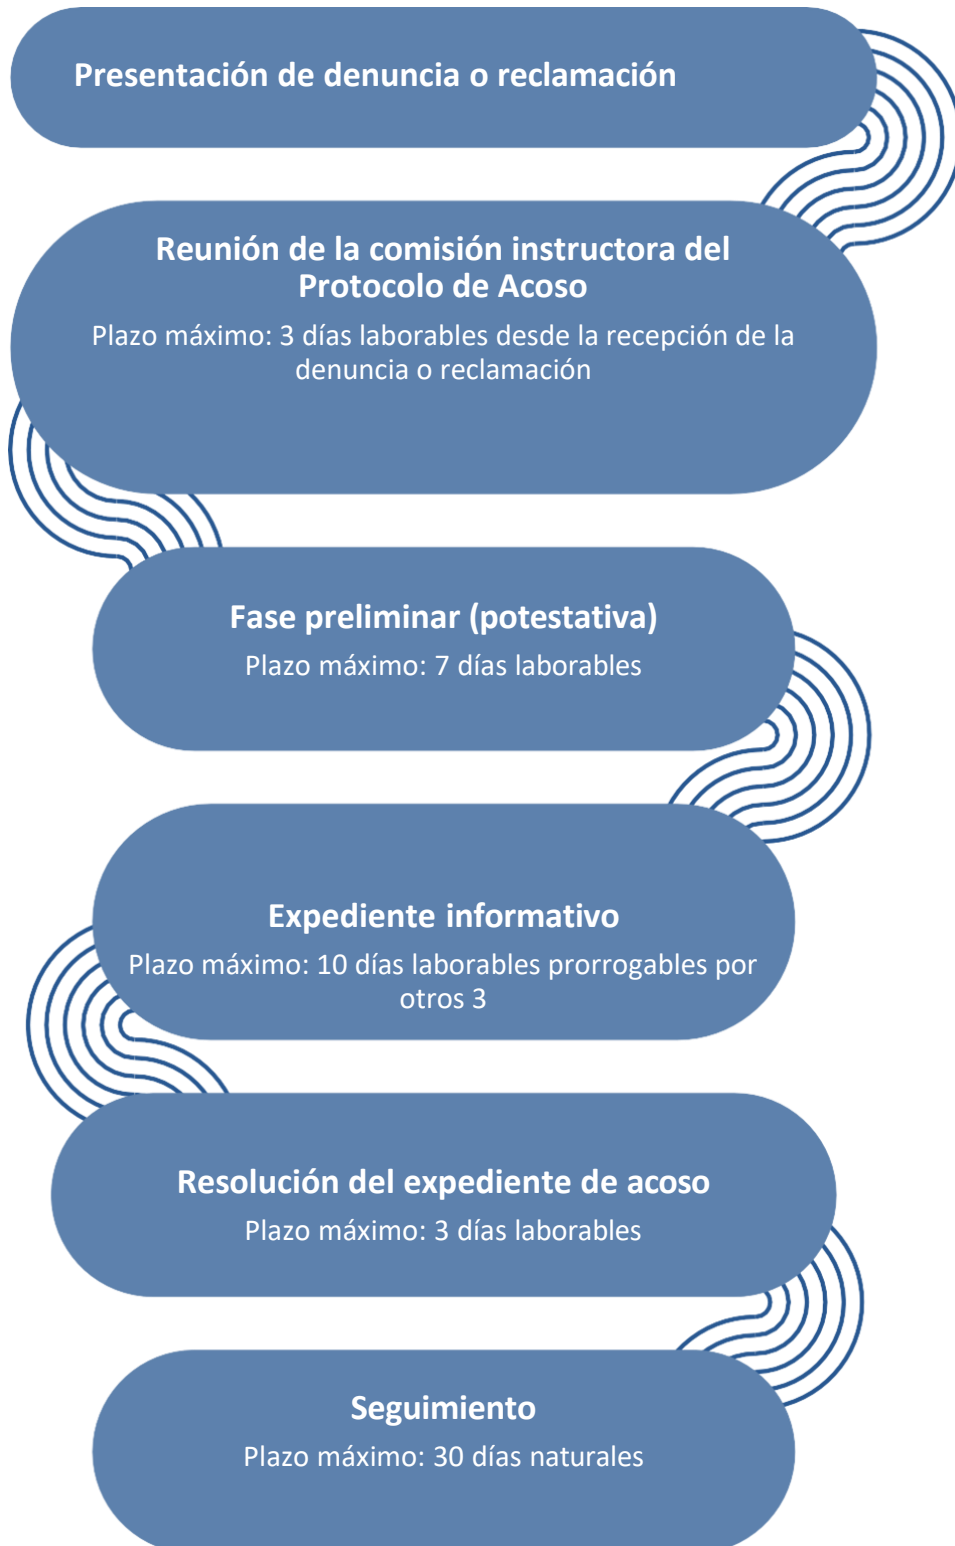 Presentación de denuncia o reclamación
Reunión de la comisión instructora del
Protocolo de Acoso
Plazo máximo: 3 días laborables desde la recepción de la
denuncia o reclamación
Fase preliminar (potestativa)
Plazo máximo: 7 días laborables
Expediente informativo
Plazo máximo: 10 días laborables prorrogables por
otros 3
Resolución del expediente de acoso
Plazo máximo: 3 días laborables
Seguimiento
Plazo máximo: 30 días naturales